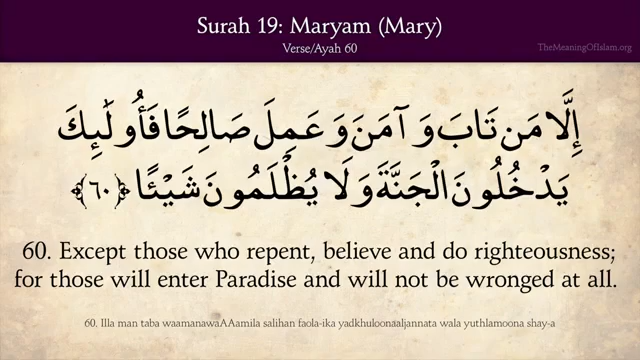 Surah 19: Maryam (Mary)
Verse/Ayah 60
TheMeaningOfIslam.org
إِلَّا مَن تَابَ وَآمَنَ وَعَمِلَ صَالِحًا فَأُولَٰئِكَ
يَدْخُلُونَ الْجَنَّةَ وَلَا يُظْلَمُونَ شَيْئًا ﴿٦٠﴾
60. Except those who repent, believe and do righteousness;
for those will enter Paradise and will not be wronged at all.
60. Illa man taba waamanawaAAamila salihan faola-ika yadkhuloonaaljannata wala yuthlamoona shay-a